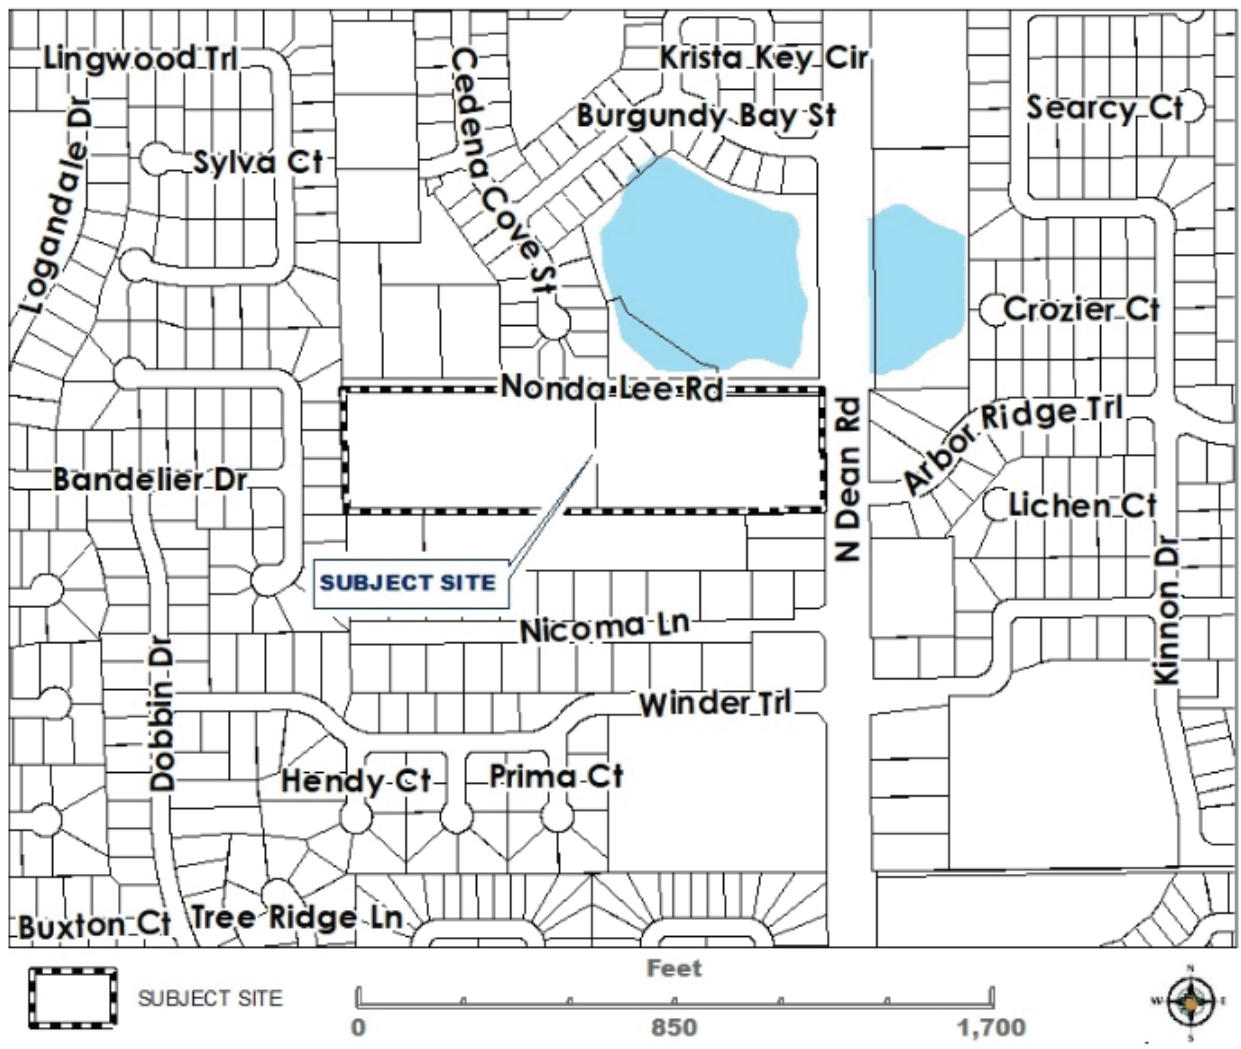 Lingwood Trl
Krista Key Cir
Cedena Cove St
Burgundy Bay St
Searcy Ct
Logandale Dr
Sylva Ct
Crozier Ct
Nonda Lee Rd
Arbor Ridge Trl
N Dean Rd
Bandelier Dr
Lichen Ct
SUBJECT SITE
Nicoma Ln
Kinnon Dr
Dobbin Dr
Winder Trl
Hendy Ct
Prima Ct
Buxton Ct
Tree Ridge Ln
SUBJECT SITE
Feet
0 850 1,700
N
W E
S